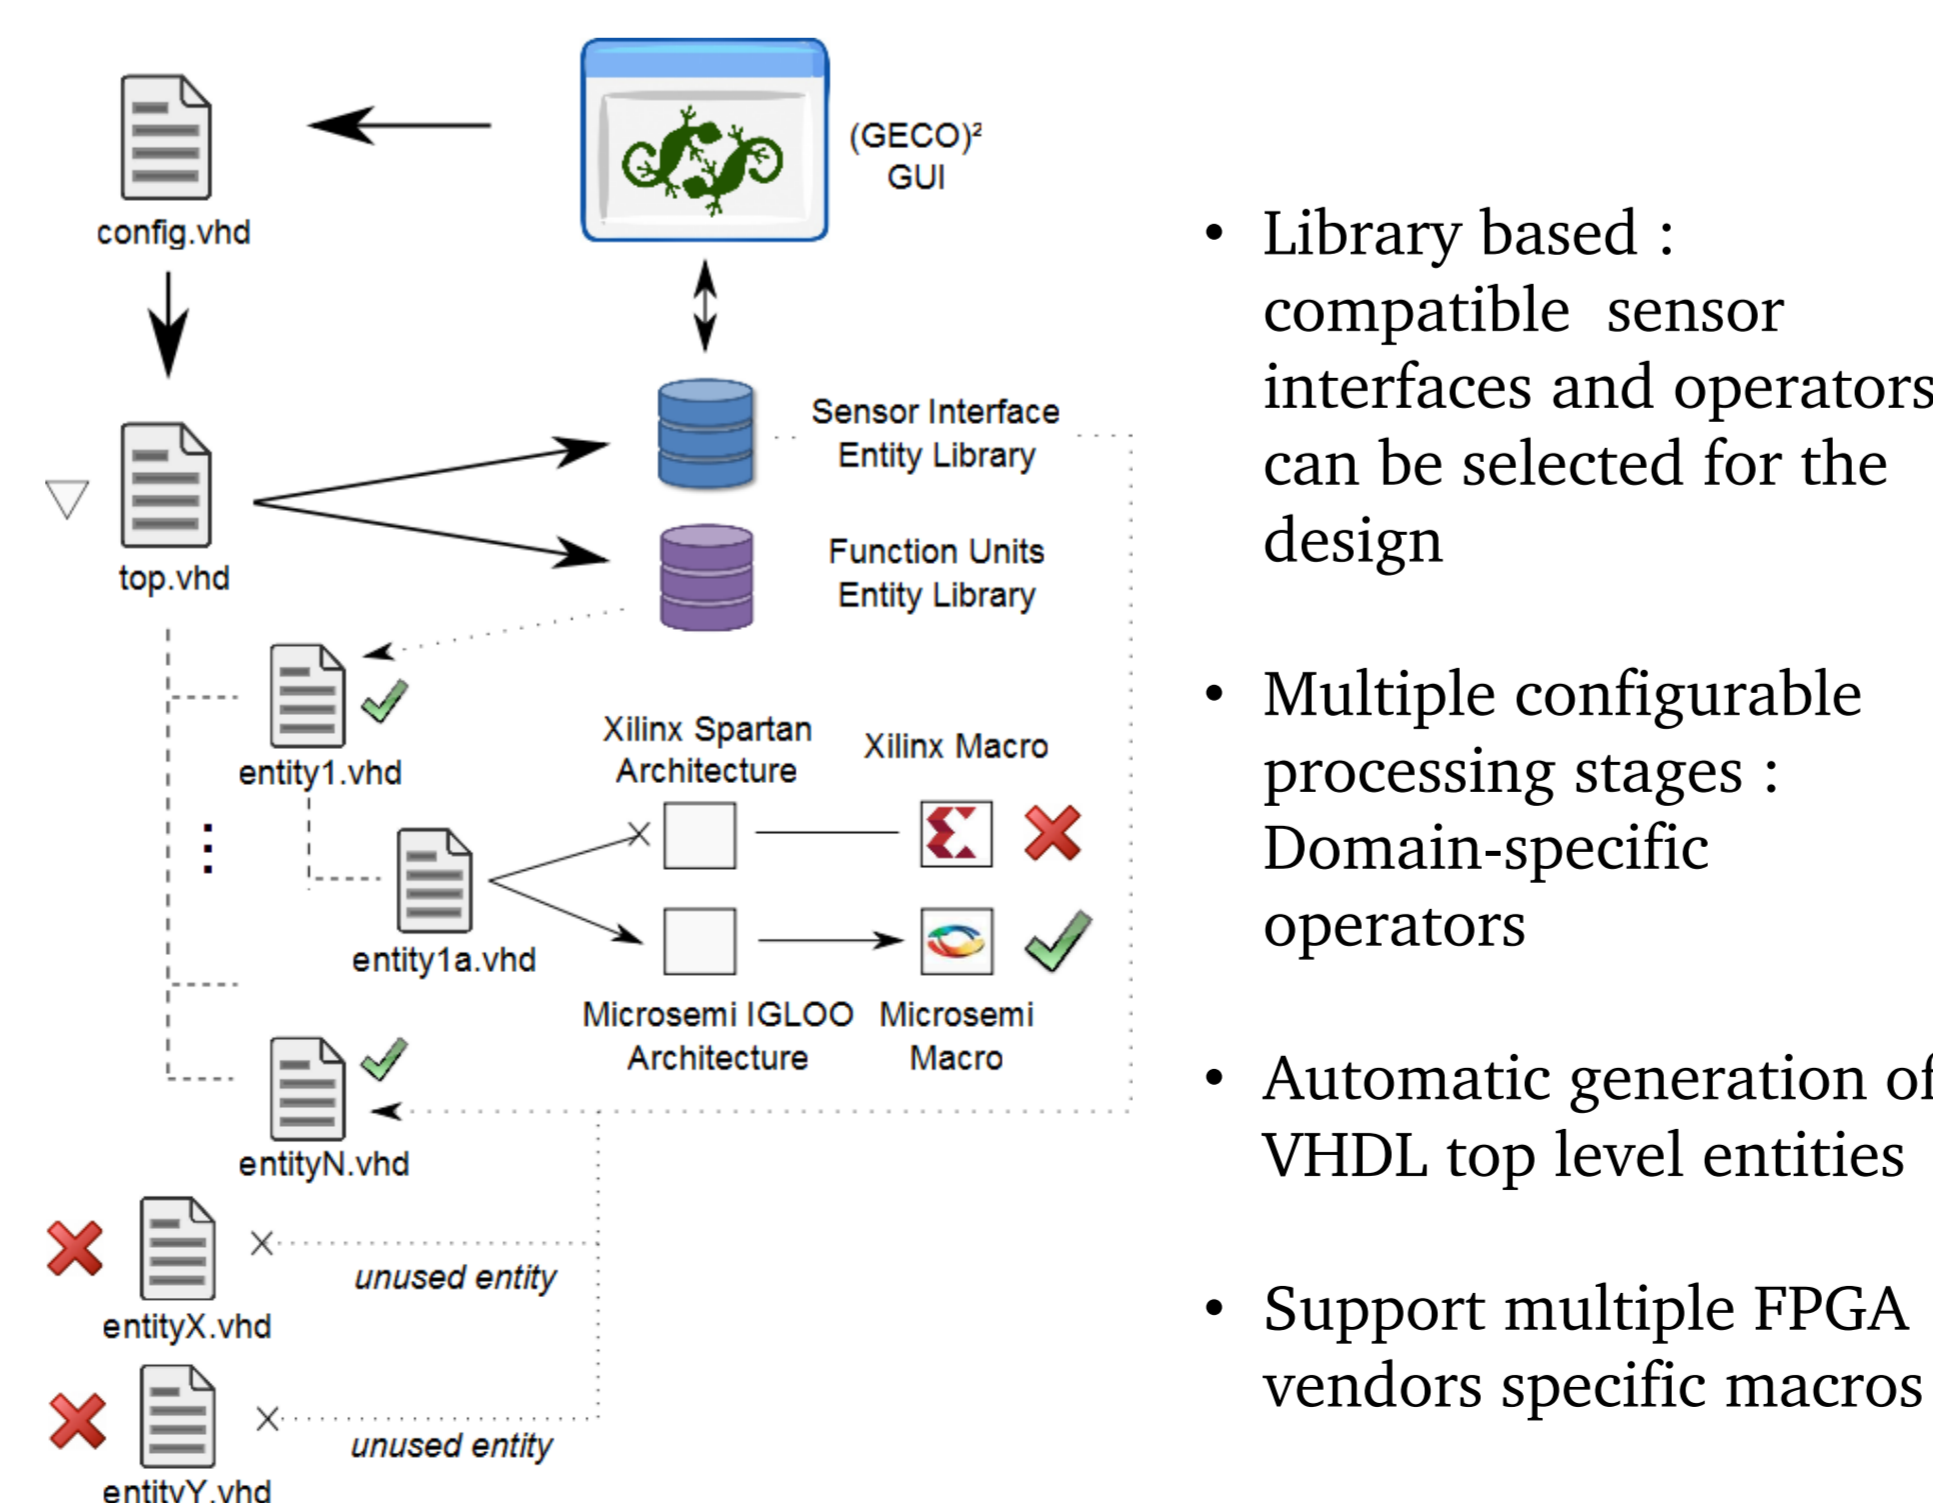 (GECO)²
GUI
config.vhd
Sensor Interface
Entity Library
top.vhd
Function Units
Entity Library
entity1.vhd
Xilinx Spartan
Architecture
Xilinx Macro
entity1a.vhd
Microsemi IGLOO
Architecture
Microsemi
Macro
entityN.vhd
unused entity
entityX.vhd
unused entity
entityY.vhd
• Library based :
compatible sensor
interfaces and operators
can be selected for the
design
• Multiple configurable
processing stages :
Domain-specific
operators
• Automatic generation of
VHDL top level entities
• Support multiple FPGA
vendors specific macros